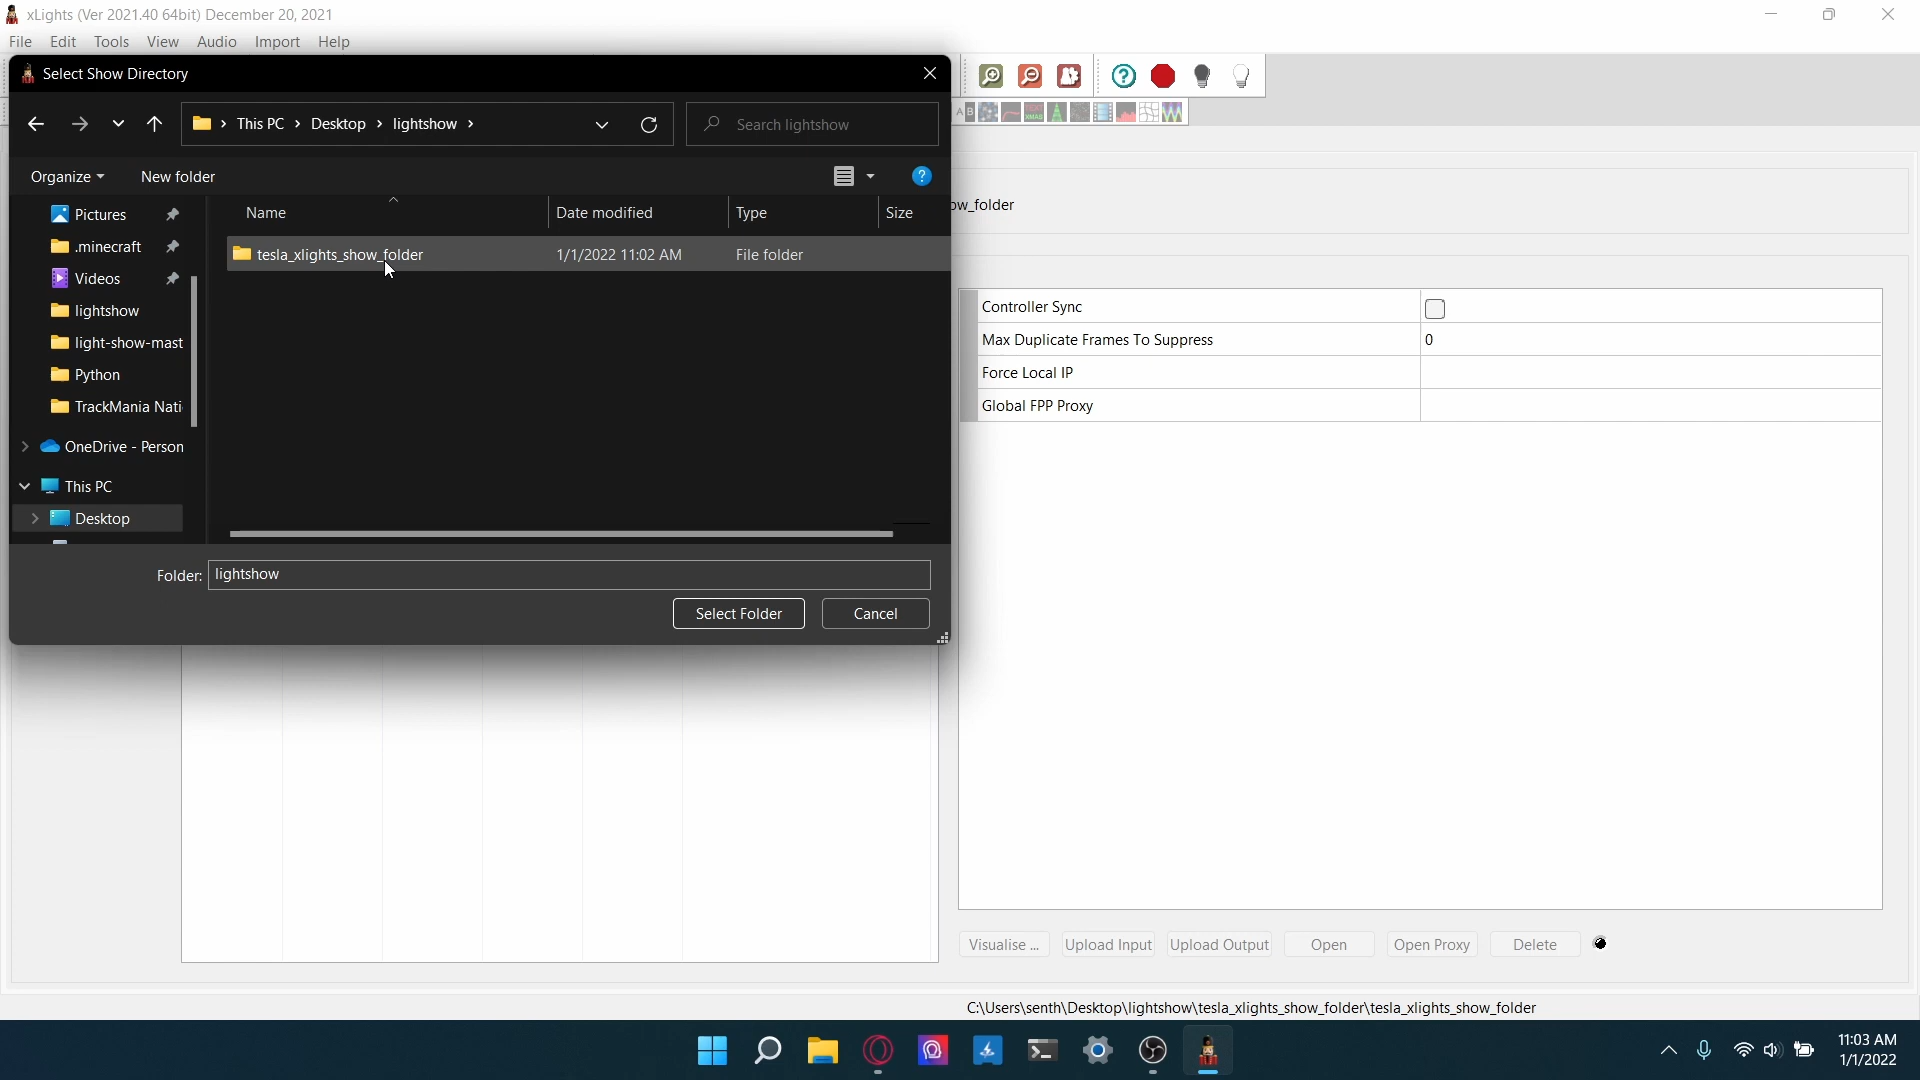 xLights (Ver 2021.40 64bit) December 20, 2021
File Edit Tools View Audio Import Help
Select Show Directory
This PC > Desktop > lightshow >
Search lightshow
Organize New folder
Name Date modified Type Size
tesla_xlights_show_folder 1/1/2022 11:02 AM File folder
Pictures
.minecraft
Videos
lightshow
light-show-mast
Python
TrackMania Nati
OneDrive - Person
This PC
Desktop
Folder: lightshow
Select Folder Cancel
ow_folder
Controller Sync
Max Duplicate Frames To Suppress 0
Force Local IP
Global FPP Proxy
Visualise ... Upload Input Upload Output Open Open Proxy Delete
C:\Users\senth\Desktop\lightshow\tesla_xlights_show_folder\tesla_xlights_show_folder
11:03 AM
1/1/2022